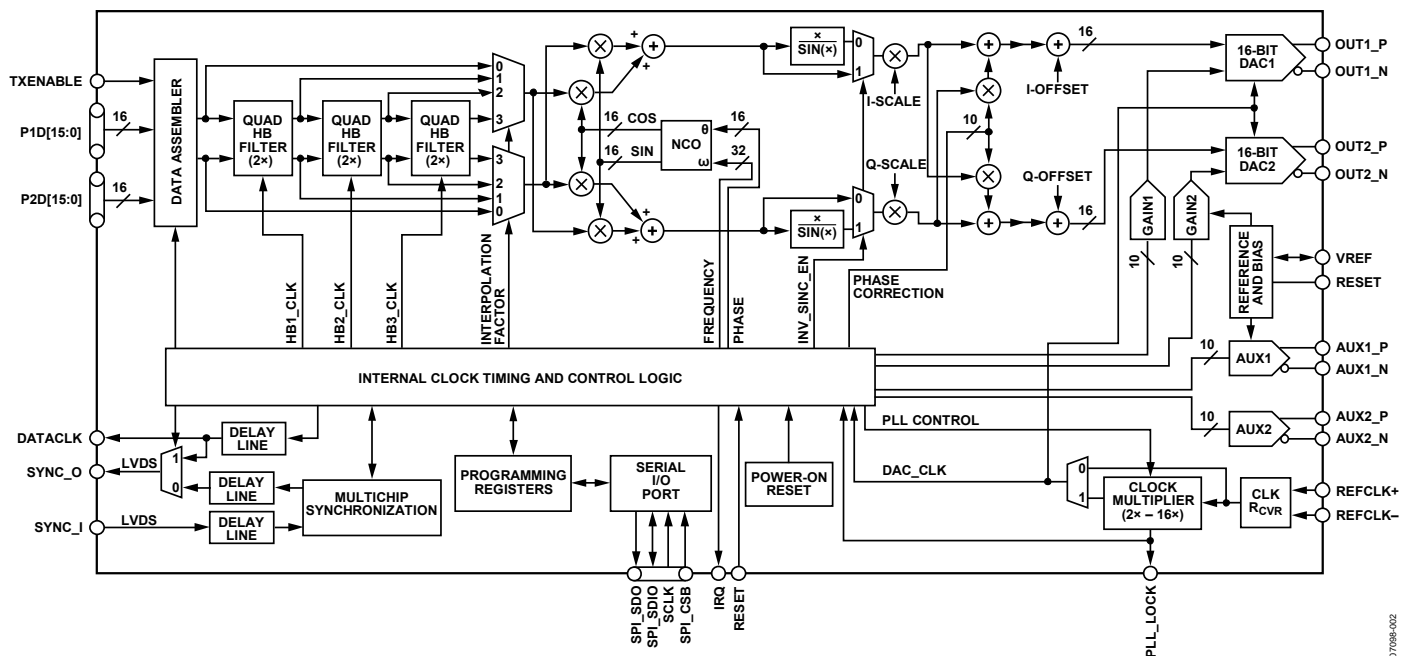 TXENABLE
P1D[15:0]
16
P2D[15:0]
16
DATA ASSEMBLER
QUAD
HB
FILTER
(2×)
QUAD
HB
FILTER
(2×)
QUAD
HB
FILTER
(2×)
0
1
2
3
3
2
1
0
×
×
×
×
+
+
+
+
+
+
16
COS
16
SIN
NCO
θ
ω
16
32
×
SIN(×)
×
SIN(×)
0
1
0
1
×
I-SCALE
Q-SCALE
×
10
+
×
×
+
+
I-OFFSET
Q-OFFSET
+
16
16
16-BIT
DAC1
16-BIT
DAC2
OUT1_P
OUT1_N
OUT2_P
OUT2_N
GAIN1
GAIN2
10
10
REFERENCE
AND BIAS
VREF
RESET
HB1_CLK
HB2_CLK
HB3_CLK
INTERPOLATION
FACTOR
FREQUENCY
PHASE
INV_SINC_EN
PHASE
CORRECTION
INTERNAL CLOCK TIMING AND CONTROL LOGIC
10
AUX1
AUX1_P
AUX1_N
10
AUX2
AUX2_P
AUX2_N
DATACLK
DELAY
LINE
SYNC_O
LVDS
1
0
DELAY
LINE
SYNC_I
LVDS
DELAY
LINE
MULTICHIP
SYNCHRONIZATION
PROGRAMMING
REGISTERS
SERIAL
I/O
PORT
POWER-ON
RESET
PLL CONTROL
DAC_CLK
0
1
CLOCK
MULTIPLIER
(2× – 16×)
CLK
RCVR
REFCLK+
REFCLK–
SPI_SDO
SPI_SDIO
SCLK
SPI_CSB
IRQ
RESET
PLL_LOCK
07098-002